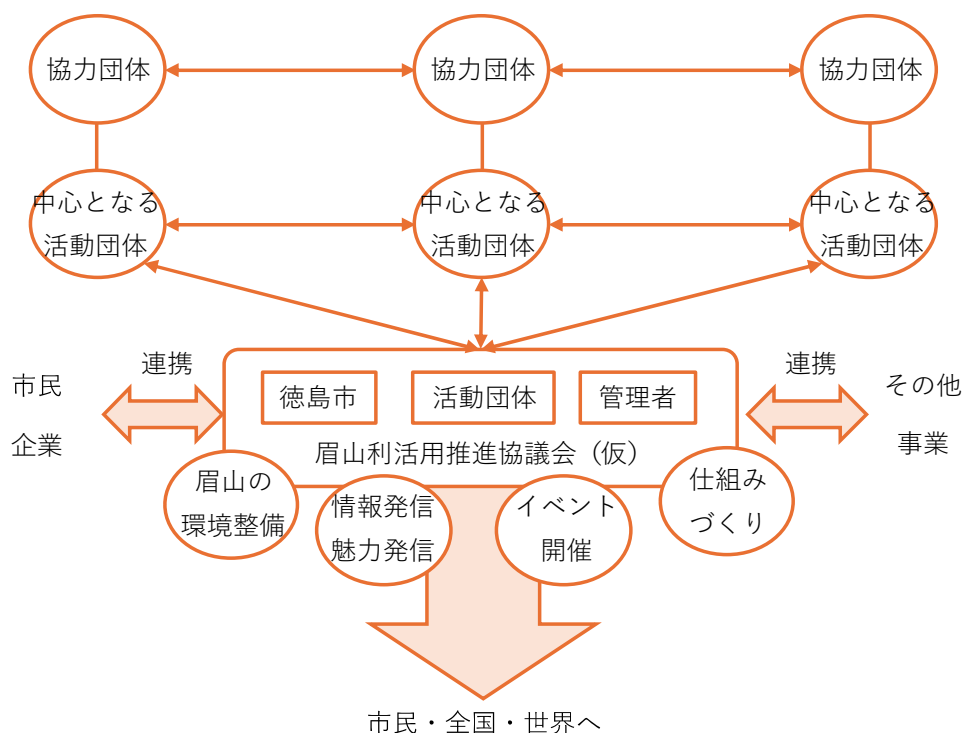 協力団体
協力団体
協力団体
中心となる
活動団体
中心となる
活動団体
中心となる
活動団体
連携
連携
市民
企業
徳島市
活動団体
管理者
その他
事業
眉山利活用推進協議会（仮）
眉山の
環境整備
情報発信
魅力発信
イベント
開催
仕組み
づくり
市民・全国・世界へ